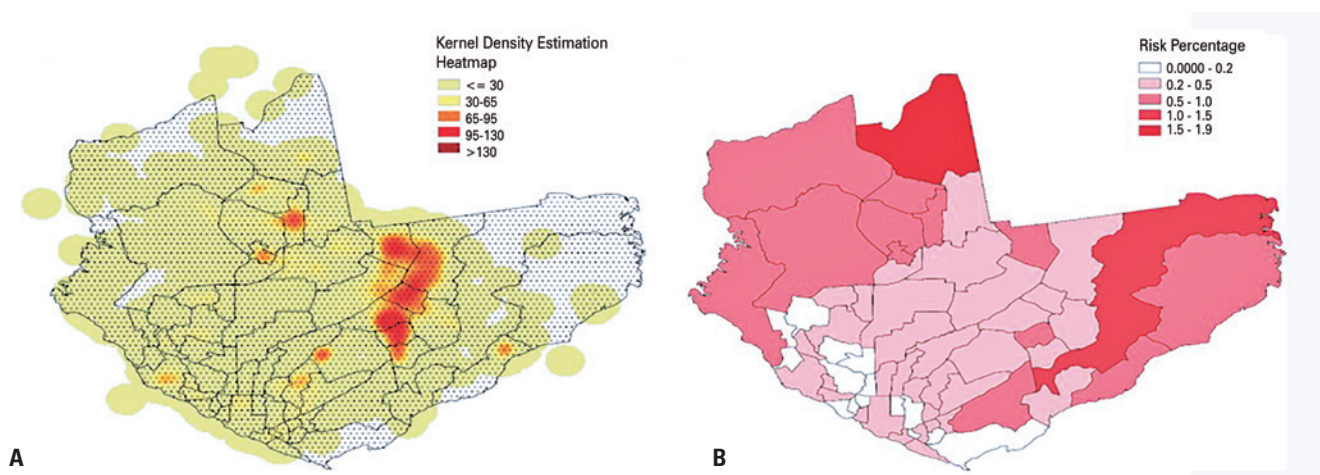 Kernel Density Estimation
Heatmap
<= 30
30-65
65-95
95-130
>130
A
Risk Percentage
0.0000 - 0.2
0.2 - 0.5
0.5 - 1.0
1.0 - 1.5
1.5 - 1.9
B